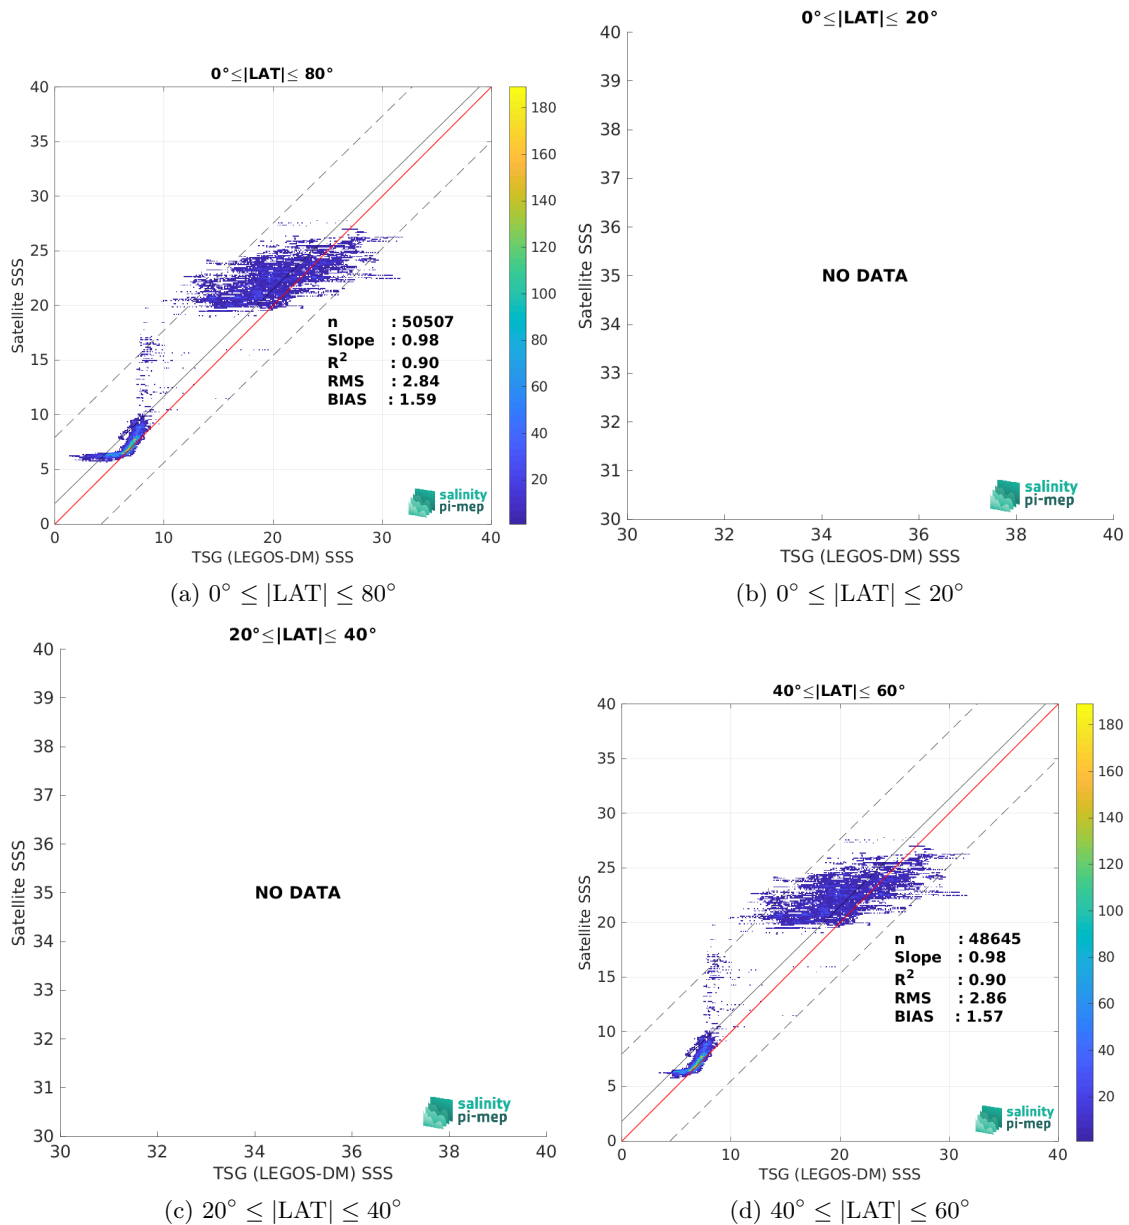 0°≤|LAT|≤ 80°
40
35
30
25
20
15
10
5
0
0
10
20
30
40
Satellite SSS
TSG (LEGOS-DM) SSS
n : 50507
Slope : 0.98
R² : 0.90
RMS : 2.84
BIAS : 1.59
salinity
pi-mep
180
160
140
120
100
80
60
40
20
(a) 0° ≤ |LAT| ≤ 80°
0°≤|LAT|≤ 20°
40
39
38
37
36
35
34
33
32
31
30
30
32
34
36
38
40
Satellite SSS
TSG (LEGOS-DM) SSS
NO DATA
salinity
pi-mep
(b) 0° ≤ |LAT| ≤ 20°
20°≤|LAT|≤ 40°
40
39
38
37
36
35
34
33
32
31
30
30
32
34
36
38
40
Satellite SSS
TSG (LEGOS-DM) SSS
NO DATA
salinity
pi-mep
(c) 20° ≤ |LAT| ≤ 40°
40°≤|LAT|≤ 60°
40
35
30
25
20
15
10
5
0
0
10
20
30
40
Satellite SSS
TSG (LEGOS-DM) SSS
n : 48645
Slope : 0.98
R² : 0.90
RMS : 2.86
BIAS : 1.57
salinity
pi-mep
180
160
140
120
100
80
60
40
20
(d) 40° ≤ |LAT| ≤ 60°